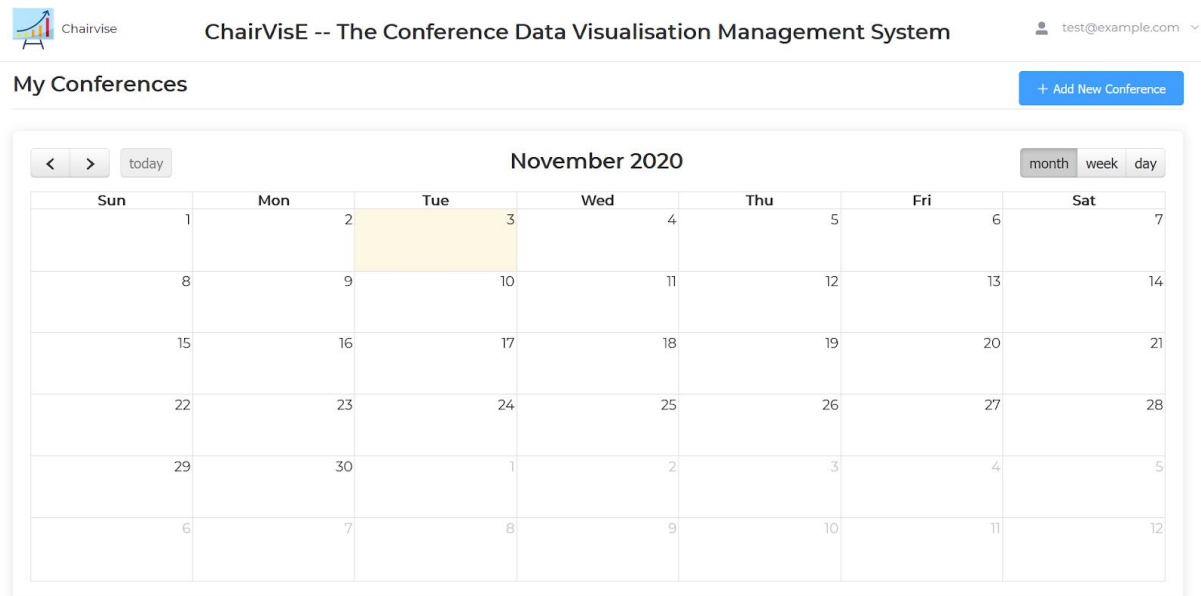 Chairvise
ChairVisE -- The Conference Data Visualisation Management System
test@example.com
My Conferences
+ Add New Conference
today
November 2020
month week day
Sun Mon Tue Wed Thu Fri Sat
1 2 3 4 5 6 7
8 9 10 11 12 13 14
15 16 17 18 19 20 21
22 23 24 25 26 27 28
29 30 1 2 3 4 5
6 7 8 9 10 11 12